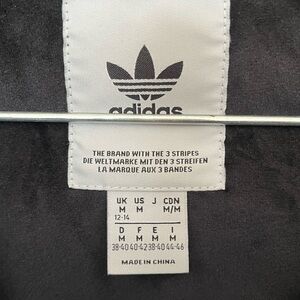 adidas
THE BRAND WITH THE 3 STRIPES
DIE WELTMARKE MIT DEN 3 STREIFEN
LA MARQUE AUX 3 BANDES
UK US J CDN
M M M/M
12-14
D F E I
M M M M
38-40 40-42 38-40 44-46
MADE IN CHINA